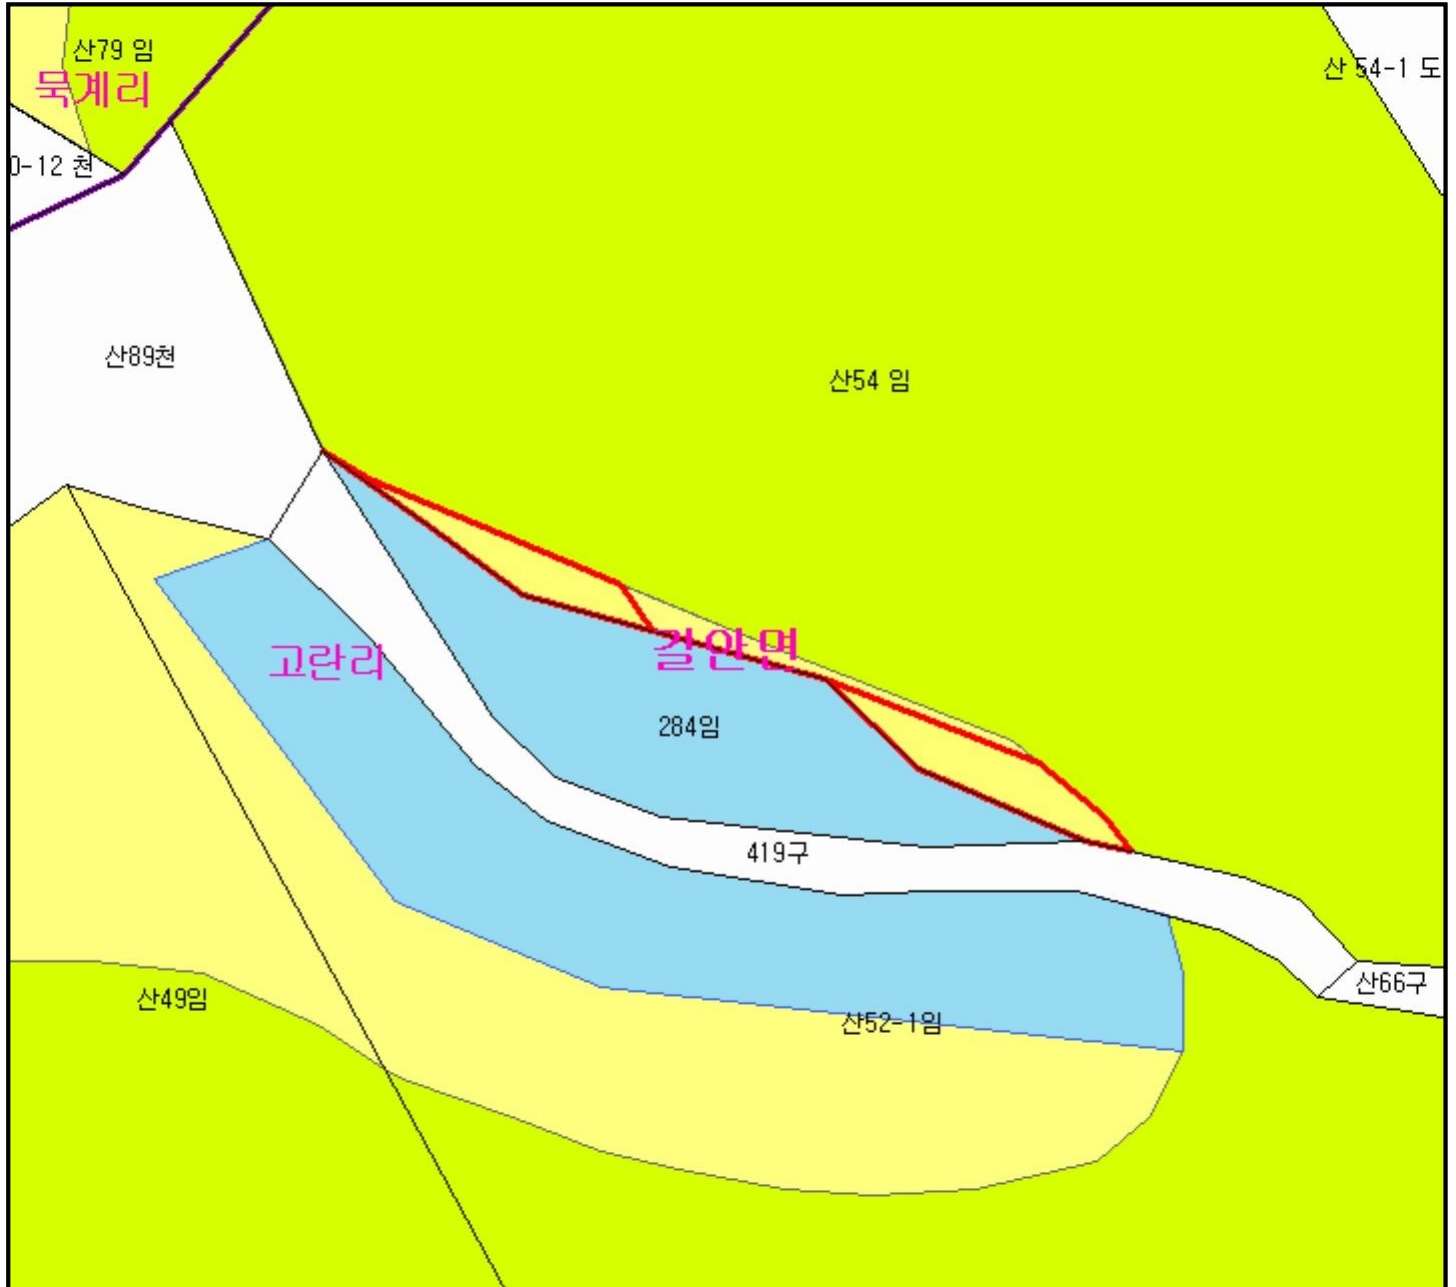 산79 임
묵계리
산 54-1 도
0-12 천
산89천
산54 임
고란리
길안면
284임
419구
산66구
산49임
산52-1임